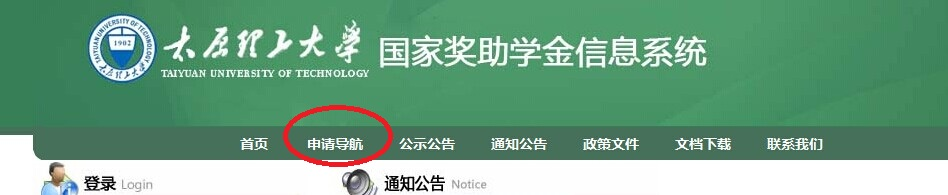 太原理工大学
TAIYUAN UNIVERSITY OF TECHNOLOGY
1902
TAIYUAN UNIVERSITY OF TECHNOLOGY
国家奖助学金信息系统
首页 申请导航 公示公告 通知公告 政策文件 文档下载 联系我们
登录 Login
通知公告 Notice